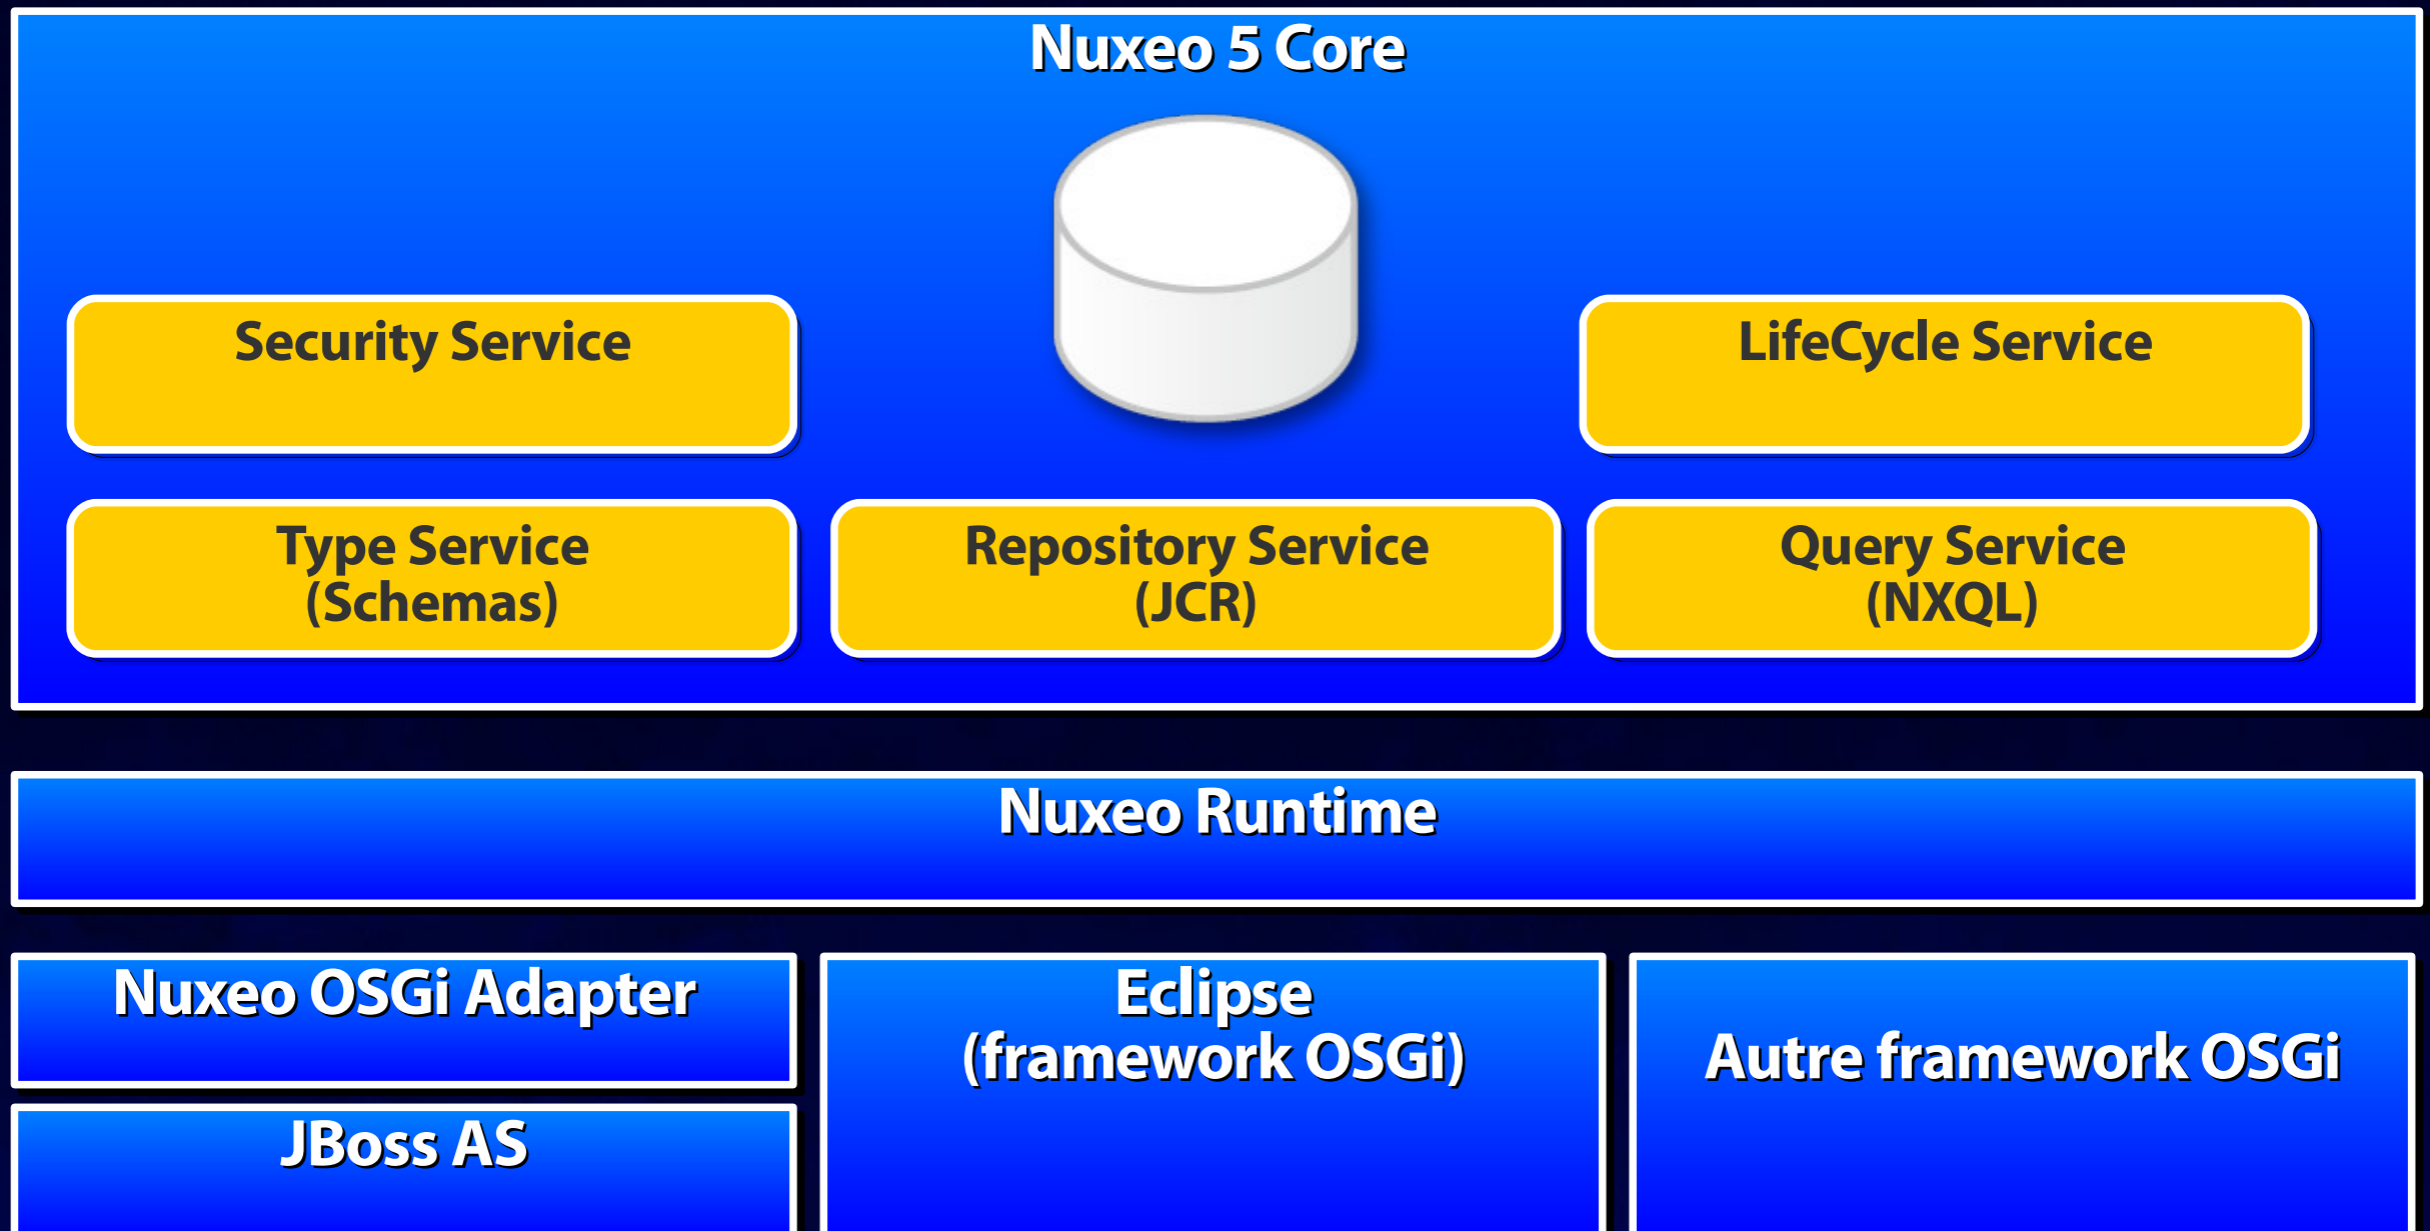 Nuxeo 5 Core
Security Service
LifeCycle Service
Type Service
(Schemas)
Repository Service
(JCR)
Query Service
(NXQL)
Nuxeo Runtime
Nuxeo OSGi Adapter
JBoss AS
Eclipse
(framework OSGi)
Autre framework OSGi